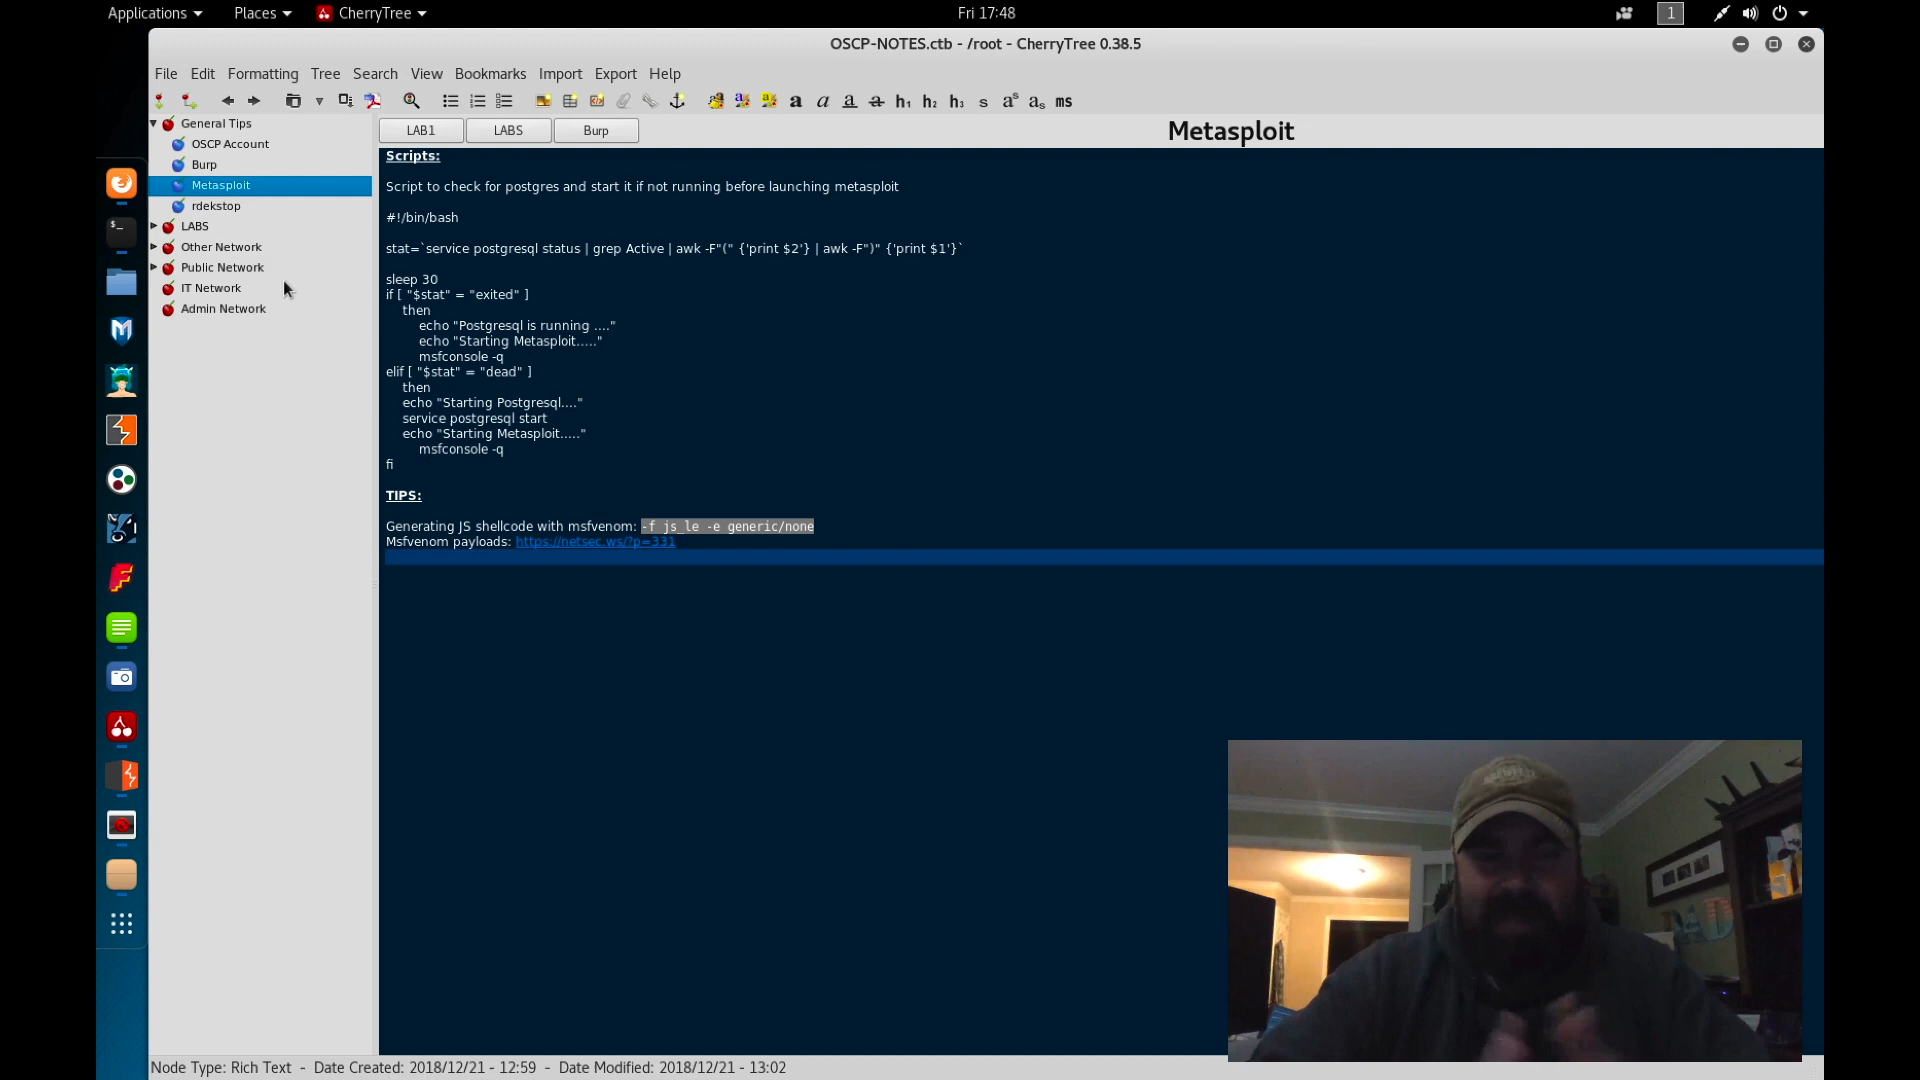 Applications Places CherryTree Fri 17:48 1
OSCP-NOTES.ctb - /root - CherryTree 0.38.5
File Edit Formatting Tree Search View Bookmarks Import Export Help
a a a a h1 h2 h3 s as as ms
General Tips
OSCP Account
Burp
Metasploit
rdekstop
LABS
Other Network
Public Network
IT Network
Admin Network
LAB1 LABS Burp Metasploit
Scripts:
Script to check for postgres and start it if not running before launching metasploit
#!/bin/bash
stat=`service postgresql status | grep Active | awk -F"(" {'print $2'} | awk -F")" {'print $1'}`
sleep 30
if [ "$stat" = "exited" ]
then
echo "Postgresql is running ...."
echo "Starting Metasploit....."
msfconsole -q
elif [ "$stat" = "dead" ]
then
echo "Starting Postgresql...."
service postgresql start
echo "Starting Metasploit....."
msfconsole -q
fi
TIPS:
Generating JS shellcode with msfvenom: -f js_le -e generic/none
Msfvenom payloads: https://netsec.ws/?p=331
Node Type: Rich Text - Date Created: 2018/12/21 - 12:59 - Date Modified: 2018/12/21 - 13:02